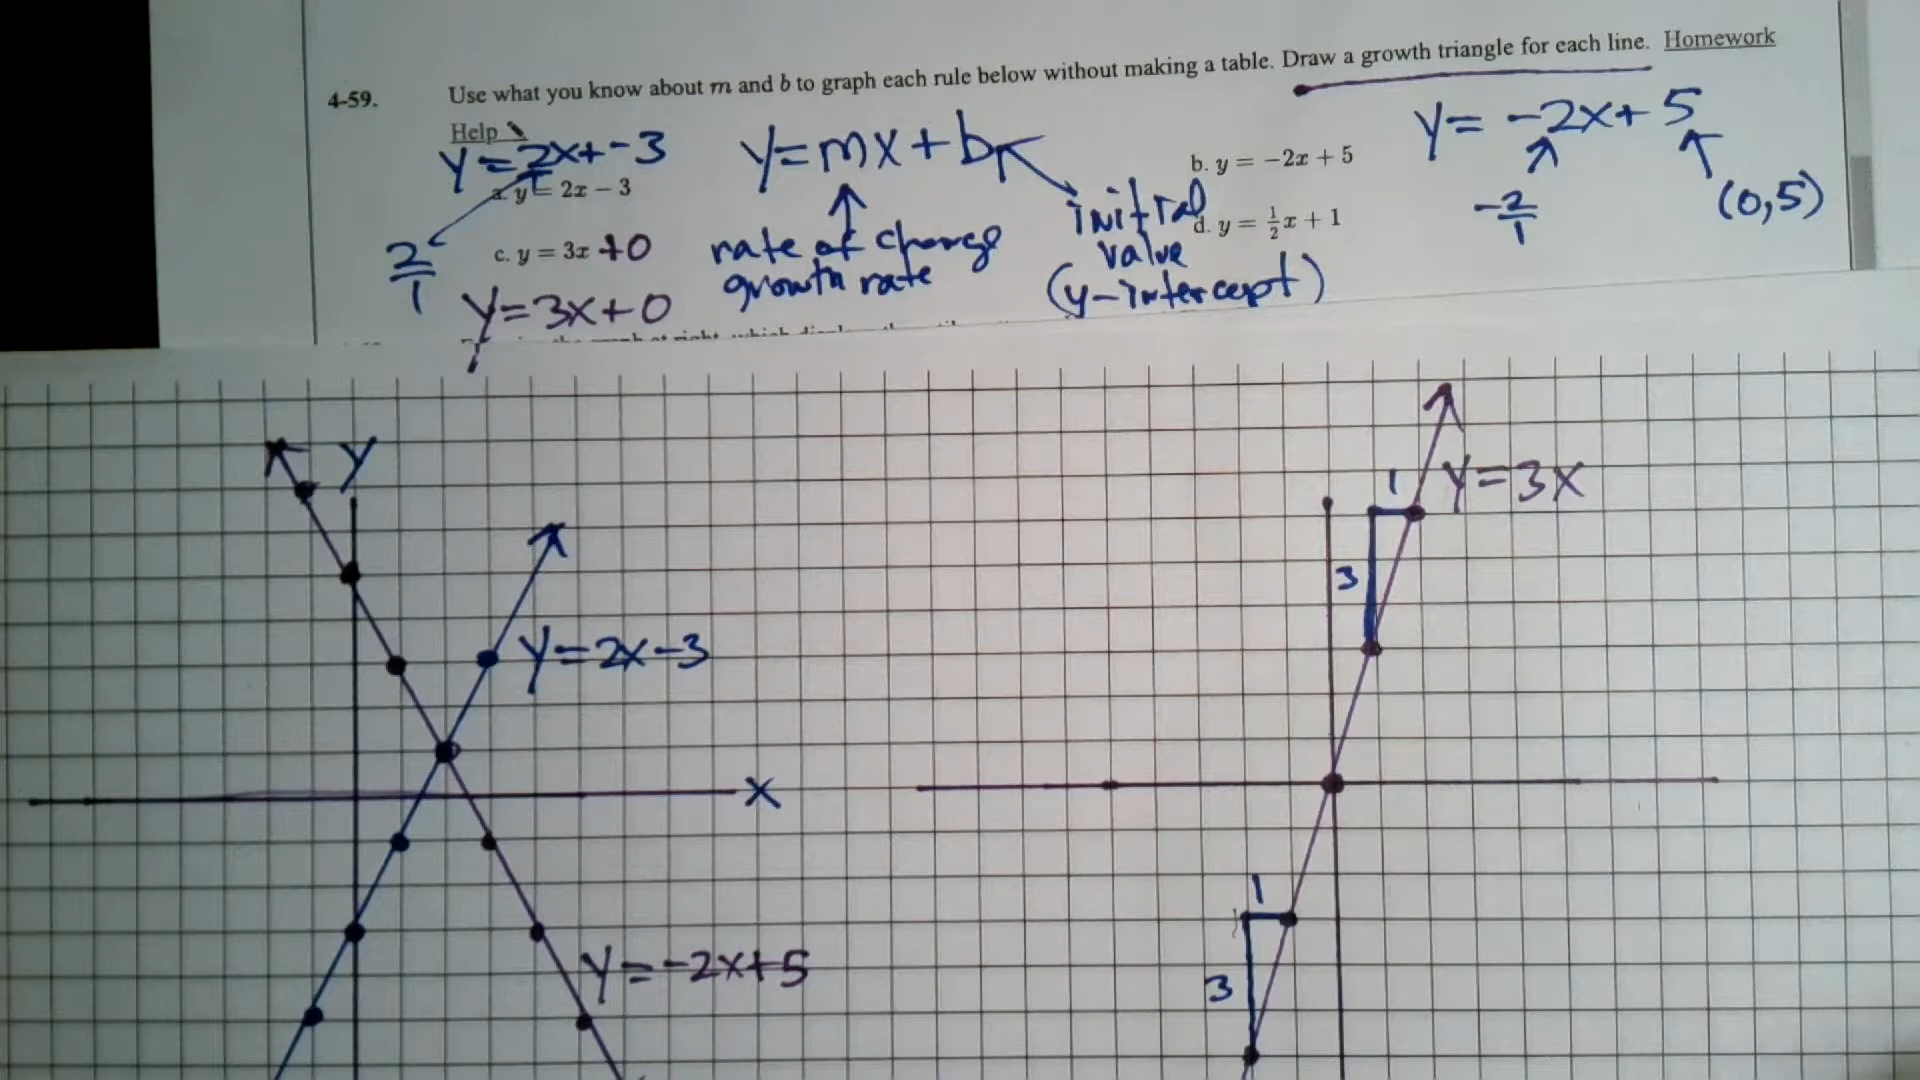 4-59. Use what you know about m and b to graph each rule below without making a table. Draw a growth triangle for each line. Homework
Help
y = 2x + -3
y = mx + b
y = -2x + 5
a. y = 2x − 3
b. y = −2x + 5
2/1
c. y = 3x +0
rate of change
growth rate
initial
value
(y-intercept)
d. y = 1/2 x + 1
-2/1
(0,5)
y = 3x + 0
y
y = 2x - 3
x
y = -2x + 5
y = 3x
1
3
1
3